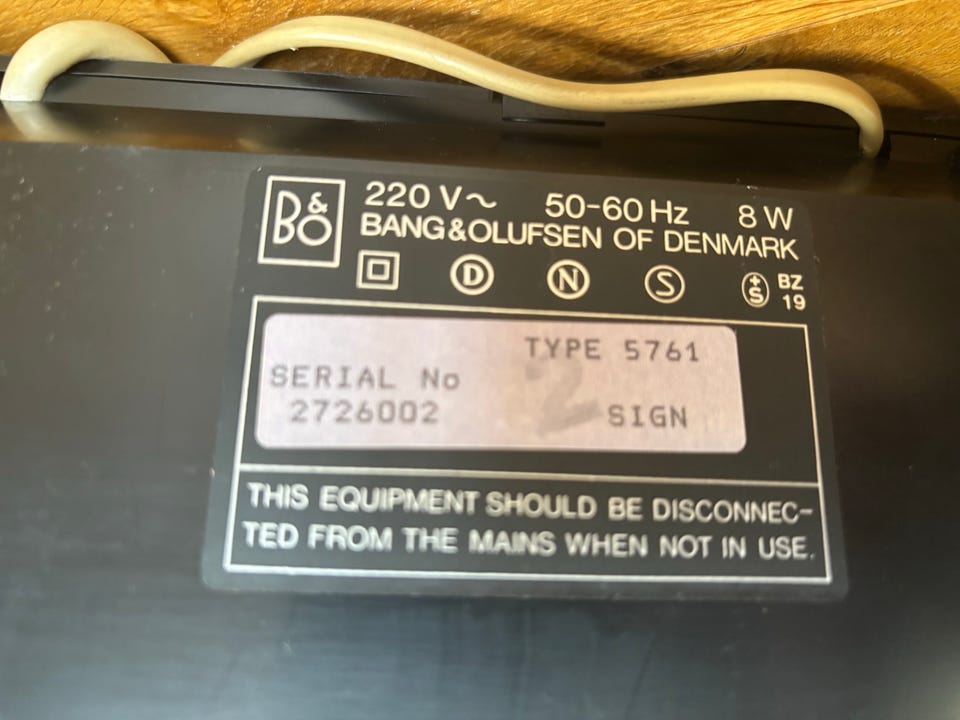 B&O
220 V~ 50-60 Hz 8 W
BANG&OLUFSEN OF DENMARK
D N S +S BZ 19
TYPE 5761
SERIAL No
2726002 2 SIGN
THIS EQUIPMENT SHOULD BE DISCONNEC-
TED FROM THE MAINS WHEN NOT IN USE.